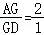 AG/GD = 2/1